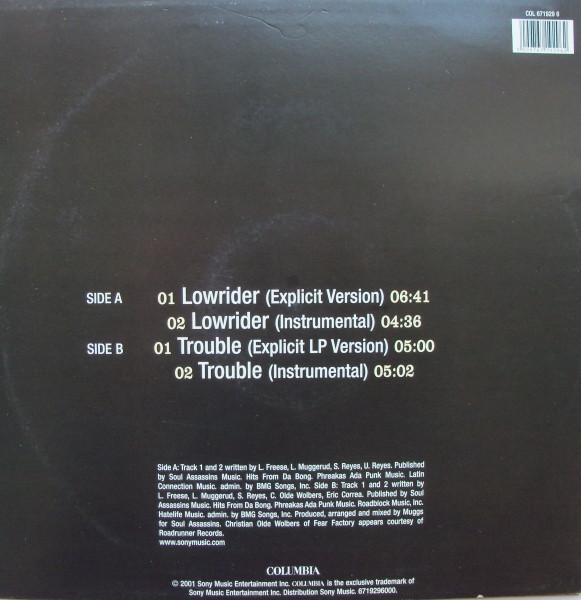 COL 671929 6
SIDE A 01 Lowrider (Explicit Version) 06:41
02 Lowrider (Instrumental) 04:36
SIDE B 01 Trouble (Explicit LP Version) 05:00
02 Trouble (Instrumental) 05:02
Side A: Track 1 and 2 written by L. Freese, L. Muggerud, S. Reyes, U. Reyes. Published
by Soul Assassins Music. Hits From Da Bong. Phreakas Ada Punk Music. Latin
Connection Music. admin. by BMG Songs, Inc. Side B: Track 1 and 2 written by
L. Freese, L. Muggerud, S. Reyes, C. Olde Wolbers, Eric Correa. Published by Soul
Assassins Music. Hits From Da Bong. Phreakas Ada Punk Music. Roadblock Music, Inc.
Hatelife Music. admin. by BMG Songs, Inc. Produced, arranged and mixed by Muggs
for Soul Assassins. Christian Olde Wolbers of Fear Factory appears courtesy of
Roadrunner Records.
www.sonymusic.com
COLUMBIA
© 2001 Sony Music Entertainment Inc. COLUMBIA is the exclusive trademark of
Sony Music Entertainment Inc. Distribution Sony Music. 6719296000.